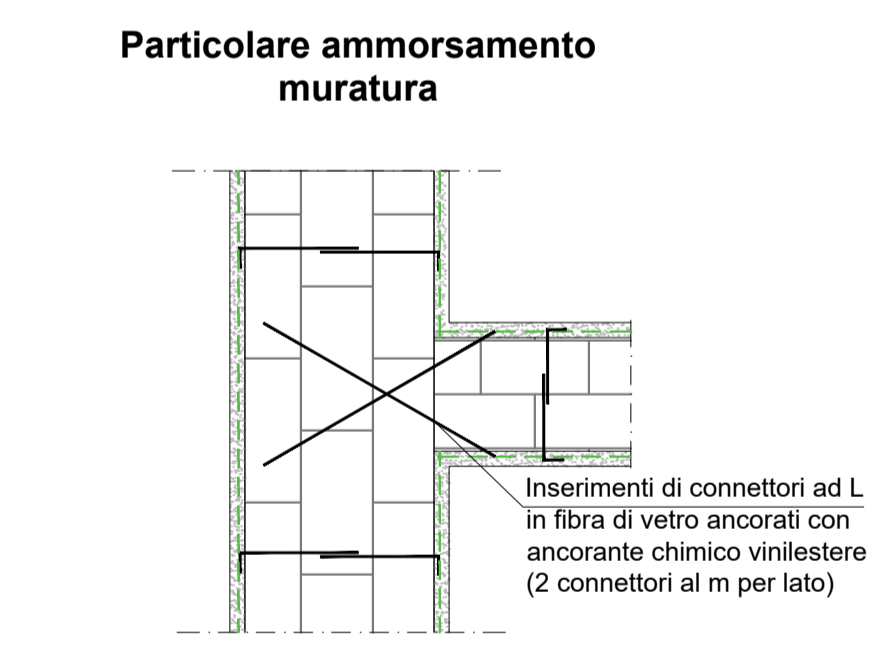 Particolare ammorsamento
muratura
Inserimenti di connettori ad L
in fibra di vetro ancorati con
ancorante chimico vinilestere
(2 connettori al m per lato)